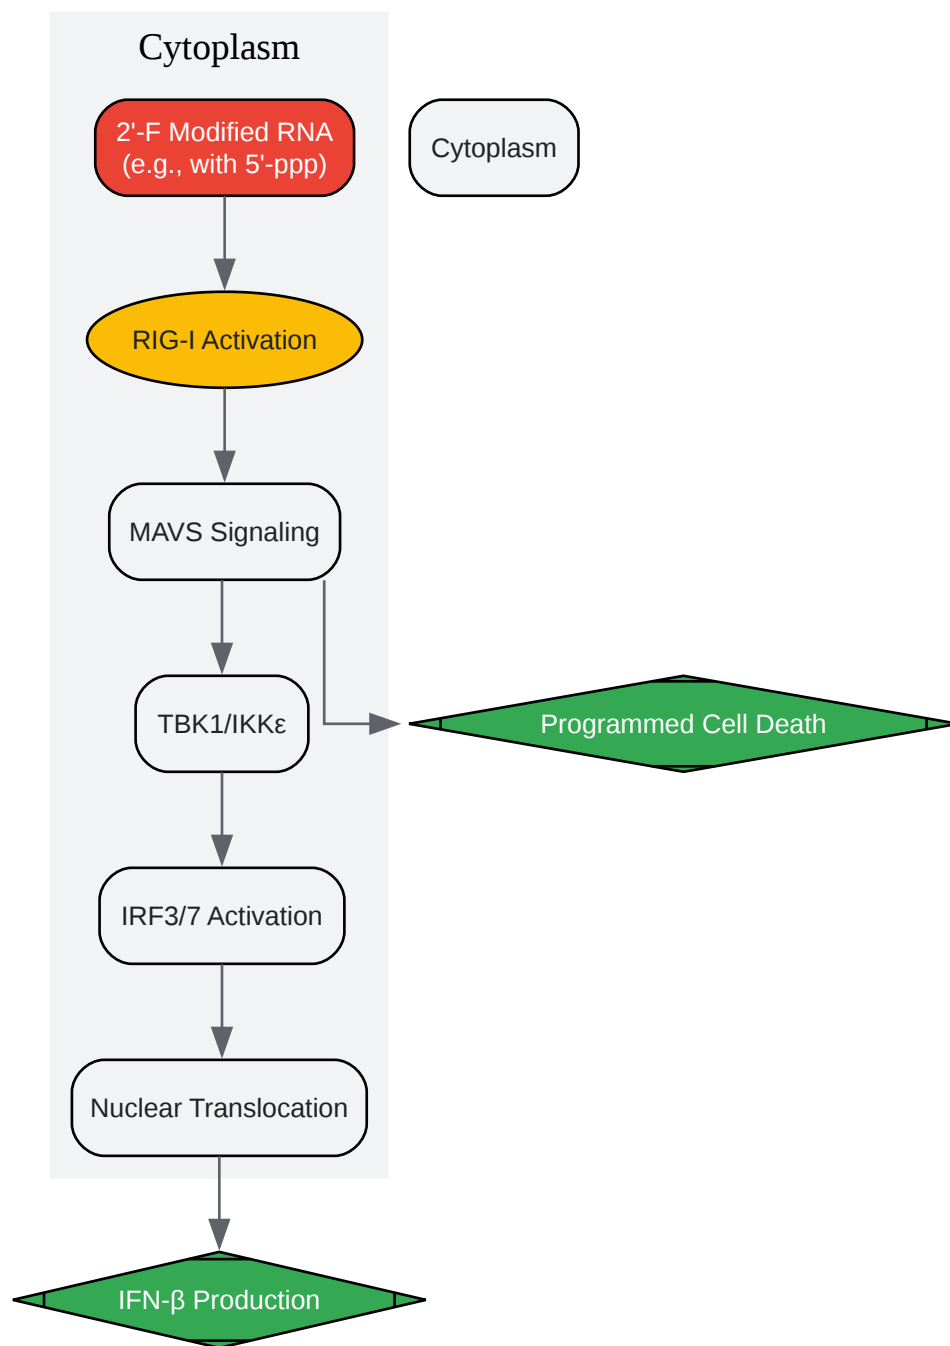 Cytoplasm
2'-F Modified RNA
(e.g., with 5'-ppp)
Cytoplasm
RIG-I Activation
MAVS Signaling
TBK1/IKKε
Programmed Cell Death
IRF3/7 Activation
Nuclear Translocation
IFN-β Production